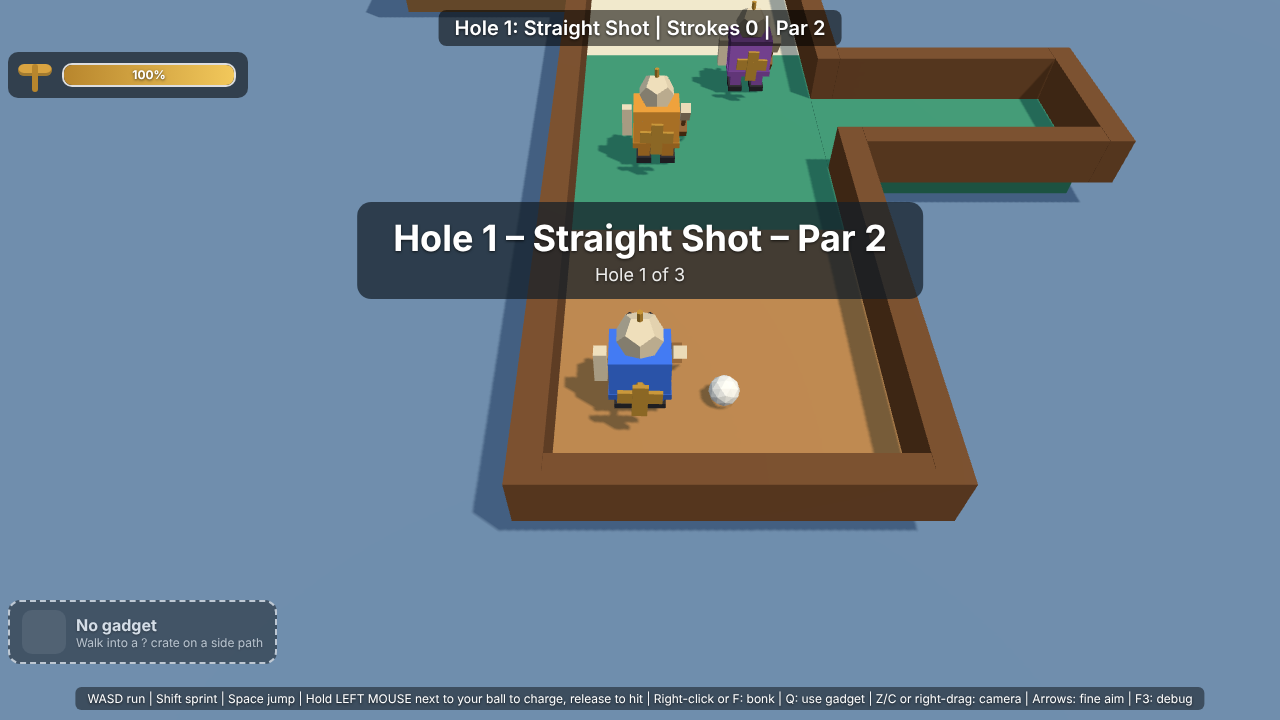 Hole 1: Straight Shot | Strokes 0 | Par 2
100%
Hole 1 – Straight Shot – Par 2
Hole 1 of 3
No gadget
Walk into a ? crate on a side path
WASD run | Shift sprint | Space jump | Hold LEFT MOUSE next to your ball to charge, release to hit | Right-click or F: bonk | Q: use gadget | Z/C or right-drag: camera | Arrows: fine aim | F3: debug